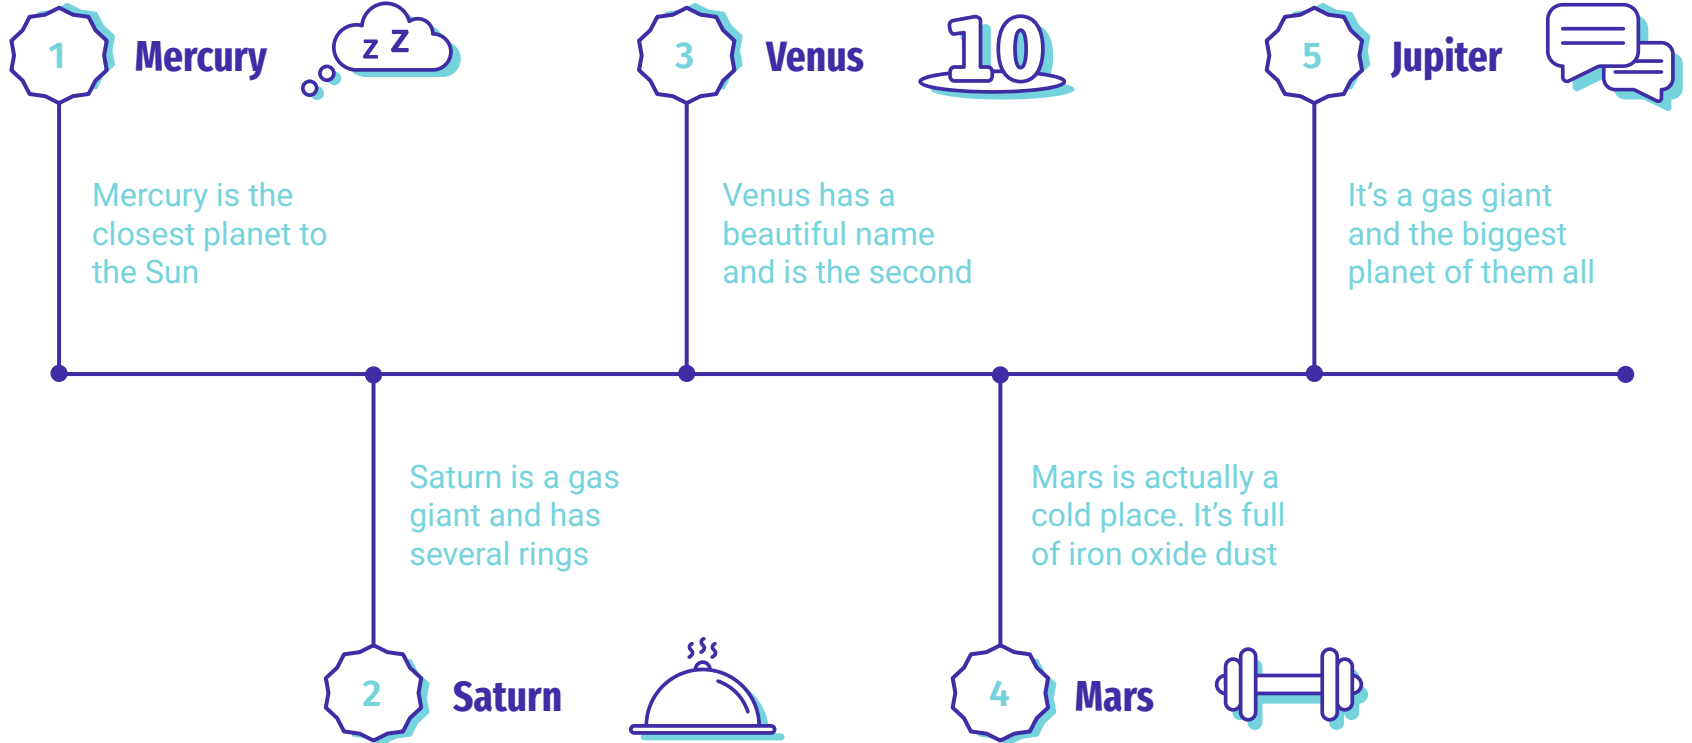 1
Mercury
z z
Mercury is the
closest planet to
the Sun
2
Saturn
Saturn is a gas
giant and has
several rings
3
Venus
10
Venus has a
beautiful name
and is the second
4
Mars
Mars is actually a
cold place. It’s full
of iron oxide dust
5
Jupiter
It’s a gas giant
and the biggest
planet of them all